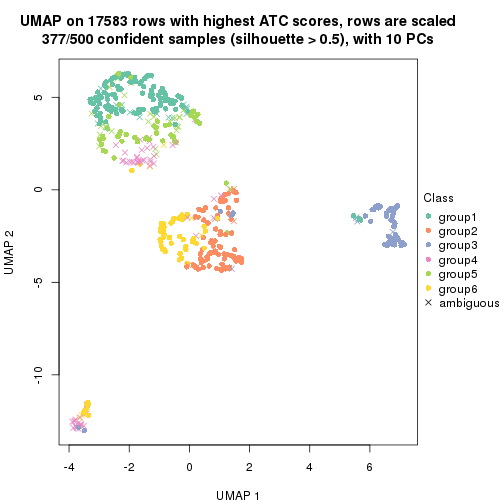 UMAP on 17583 rows with highest ATC scores, rows are scaled
377/500 confident samples (silhouette > 0.5), with 10 PCs
5
0
-5
-10
UMAP 2
-4
-2
0
2
4
6
UMAP 1
Class
group1
group2
group3
group4
group5
group6
ambiguous